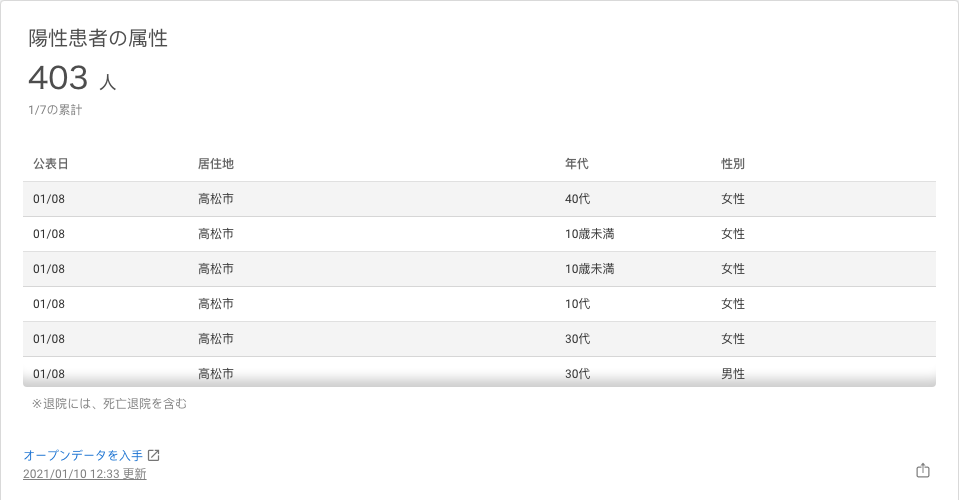 陽性患者の属性
403 人
1/7の累計
公表日 居住地 年代 性別
01/08 高松市 40代 女性
01/08 高松市 10歳未満 女性
01/08 高松市 10歳未満 女性
01/08 高松市 10代 女性
01/08 高松市 30代 女性
01/08 高松市 30代 男性
※退院には、死亡退院を含む
オープンデータを入手
2021/01/10 12:33 更新